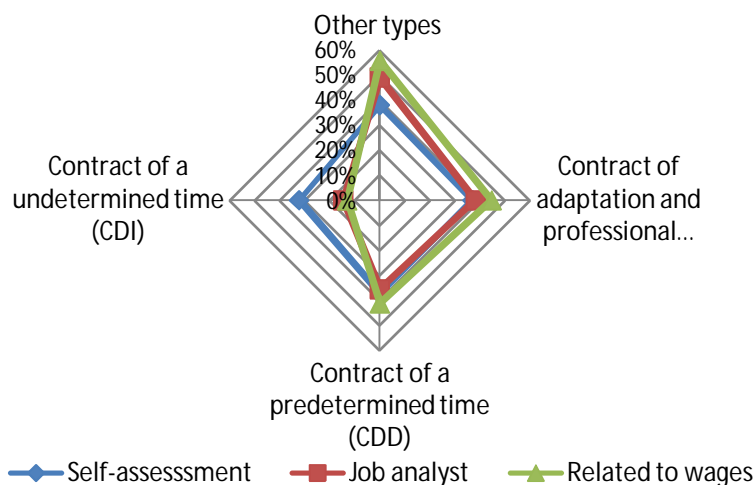 Other types
60%
50%
40%
30%
20%
10%
0%
Contract of a
undetermined time
(CDI)
Contract of
adaptation and
professional...
Contract of a
predetermined time
(CDD)
Self-assesssment
Job analyst
Related to wages